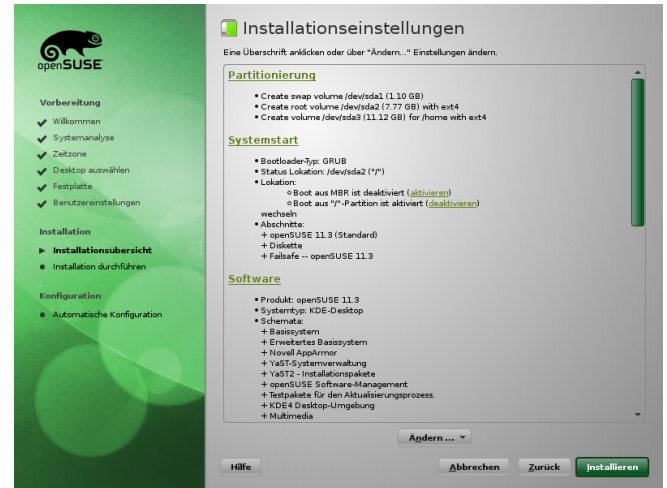 openSUSE
Vorbereitung
Willkommen
Systemanalyse
Zeitzone
Desktop auswählen
Festplatte
Benutzereinstellungen
Installation
Installationsübersicht
Installation durchführen
Konfiguration
Automatische Konfiguration
Installationseinstellungen
Eine Überschrift anklicken oder über "Ändern..." Einstellungen ändern.
Partitionierung
• Create swap volume /dev/sda1 (1.10 GB)
• Create root volume /dev/sda2 (7.77 GB) with ext4
• Create volume /dev/sda3 (11.12 GB) for /home with ext4
Systemstart
• Bootloader-Typ: GRUB
• Status Lokation: /dev/sda2 ("/")
• Lokation:
Boot aus MBR ist deaktiviert (aktivieren)
Boot aus "/"-Partition ist aktiviert (deaktivieren)
wechseln
• Abschnitte:
+ openSUSE 11.3 (Standard)
+ Diskette
+ Failsafe -- openSUSE 11.3
Software
• Produkt: openSUSE 11.3
• Systemtyp: KDE-Desktop
• Schemata:
+ Basissystem
+ Erweitertes Basissystem
+ Novell AppArmor
+ YaST-Systemverwaltung
+ YaST2 - Installationspakete
+ openSUSE Software-Management
+ Testpakete für den Aktualisierungsprozess.
+ KDE4 Desktop-Umgebung
+ Multimedia
Ändern ...
Hilfe
Abbrechen
Zurück
Installieren